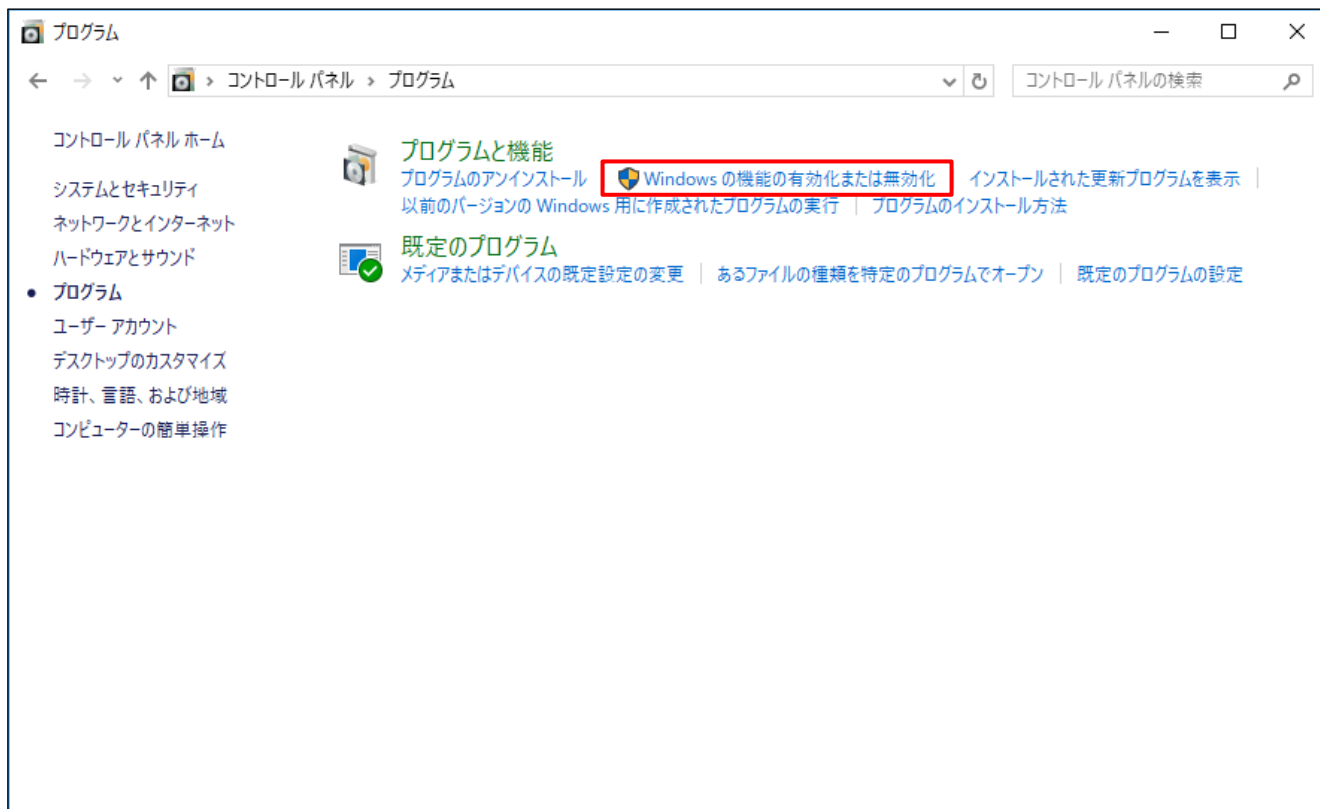 プログラム
コントロール パネル › プログラム
コントロール パネルの検索
コントロール パネル ホーム
システムとセキュリティ
ネットワークとインターネット
ハードウェアとサウンド
プログラム
ユーザー アカウント
デスクトップのカスタマイズ
時計、言語、および地域
コンピューターの簡単操作
プログラムと機能
プログラムのアンインストール Windows の機能の有効化または無効化 インストールされた更新プログラムを表示
以前のバージョンの Windows 用に作成されたプログラムの実行 プログラムのインストール方法
既定のプログラム
メディアまたはデバイスの既定設定の変更 あるファイルの種類を特定のプログラムでオープン 既定のプログラムの設定